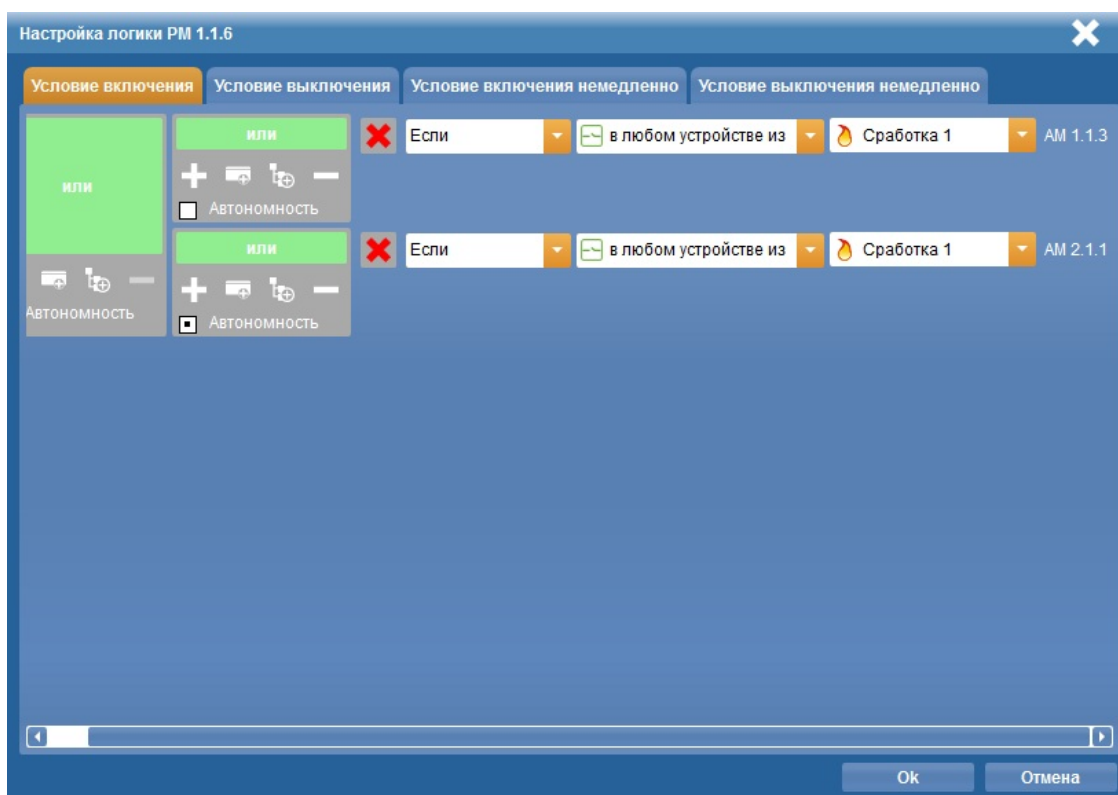 Настройка логики РМ 1.1.6
Условие включения Условие выключения Условие включения немедленно Условие выключения немедленно
или
или
Если в любом устройстве из Сработка 1 АМ 1.1.3
Автономность
или
Если в любом устройстве из Сработка 1 АМ 2.1.1
Автономность
Автономность
Ok Отмена